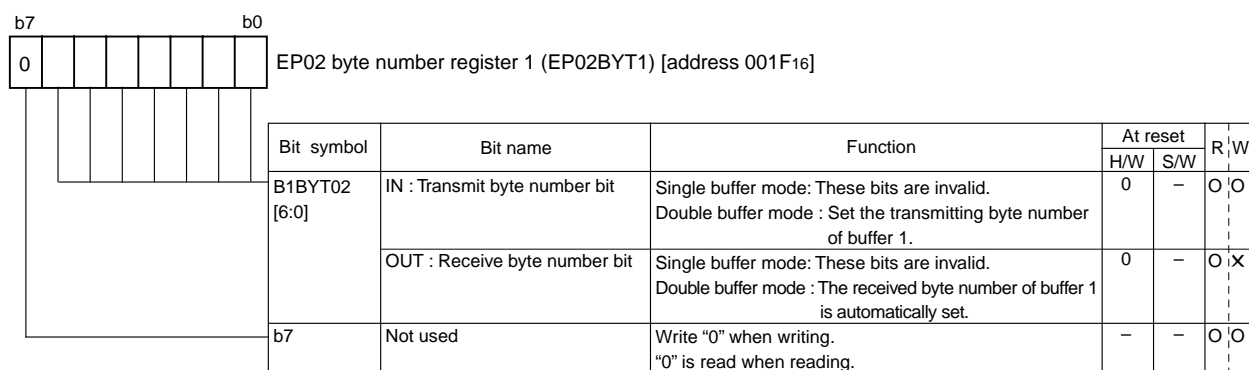 b7 b0
0
EP02 byte number register 1 (EP02BYT1) [address 001F16]
Bit symbol Bit name Function At reset R W
H/W S/W
B1BYT02 IN : Transmit byte number bit Single buffer mode: These bits are invalid. 0 – O O
[6:0] Double buffer mode : Set the transmitting byte number
of buffer 1.
OUT : Receive byte number bit Single buffer mode: These bits are invalid. 0 – O ✕
Double buffer mode : The received byte number of buffer 1
is automatically set.
b7 Not used Write “0” when writing. – – O O
“0” is read when reading.